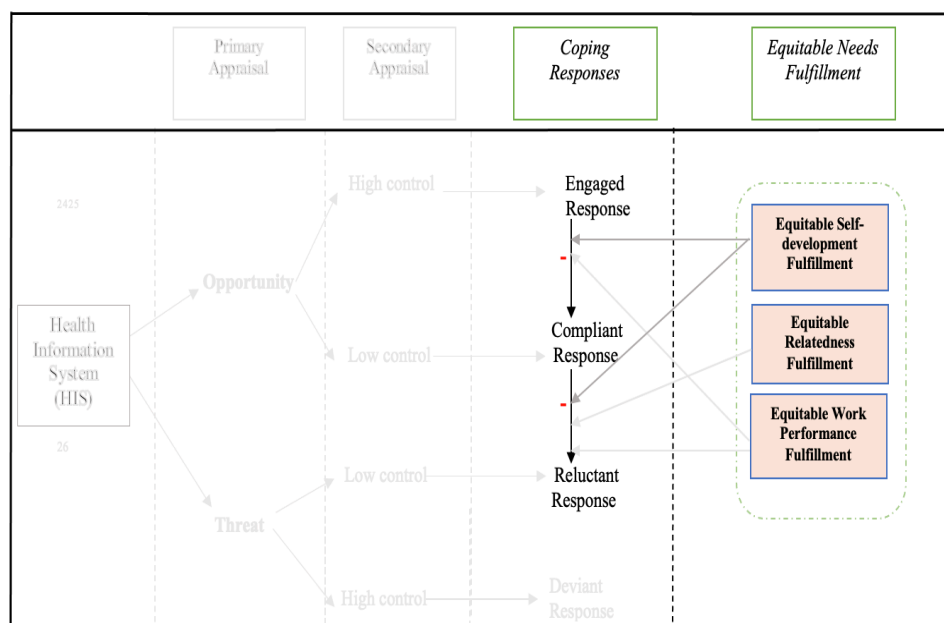 Primary
Appraisal
Secondary
Appraisal
Coping
Responses
Equitable Needs
Fulfillment
High control
Engaged
Response
2425
Equitable Self-
development
Fulfillment
Opportunity
-
Health
Information
System
(HIS)
Low control
Compliant
Response
Equitable
Relatedness
Fulfillment
-
Equitable Work
Performance
Fulfillment
26
Low control
Reluctant
Response
Threat
High control
Deviant
Response